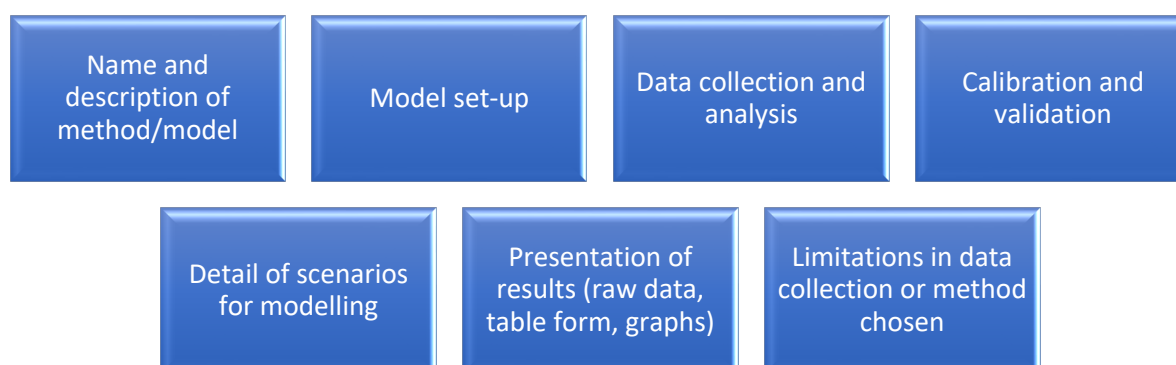 Name and
description of
method/model
Model set-up
Data collection and
analysis
Calibration and
validation
Detail of scenarios
for modelling
Presentation of
results (raw data,
table form, graphs)
Limitations in data
collection or method
chosen